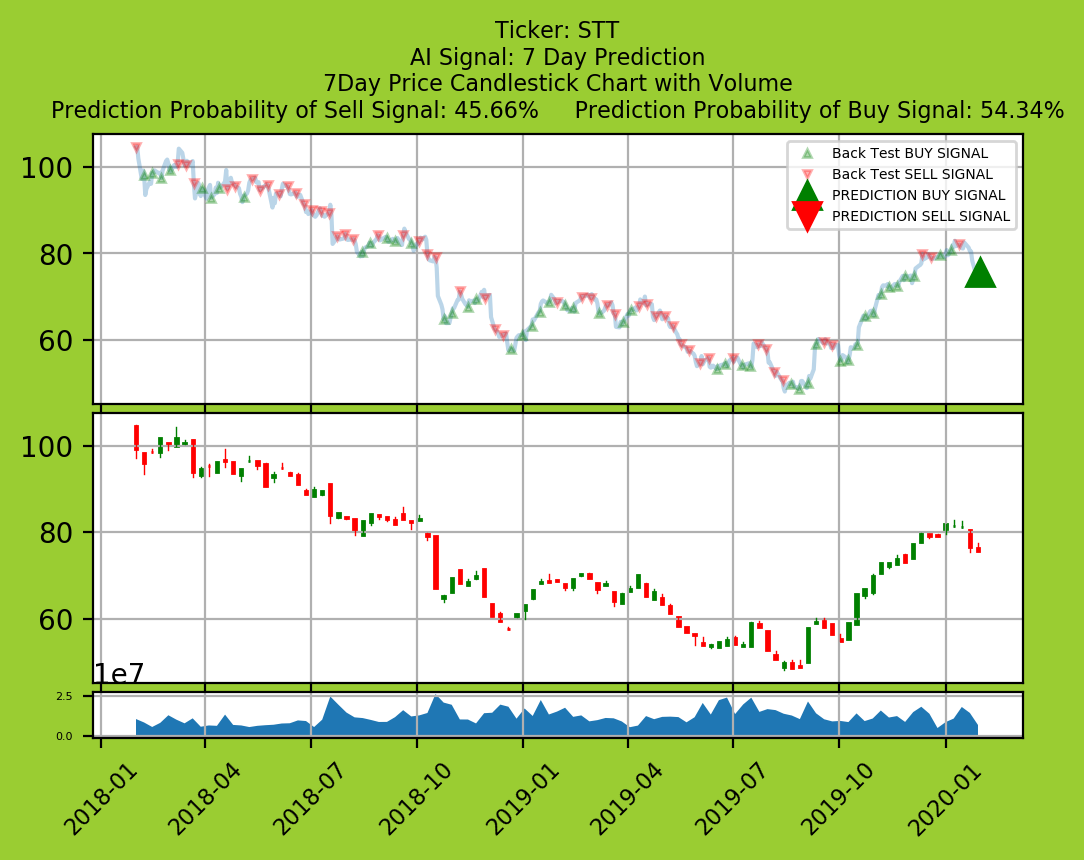 Ticker: STT
AI Signal: 7 Day Prediction
7Day Price Candlestick Chart with Volume
Prediction Probability of Sell Signal: 45.66% Prediction Probability of Buy Signal: 54.34%
Back Test BUY SIGNAL
Back Test SELL SIGNAL
PREDICTION BUY SIGNAL
PREDICTION SELL SIGNAL
100
80
60
100
80
60
1e7
2.5
0.0
2018-01 2018-04 2018-07 2018-10 2019-01 2019-04 2019-07 2019-10 2020-01